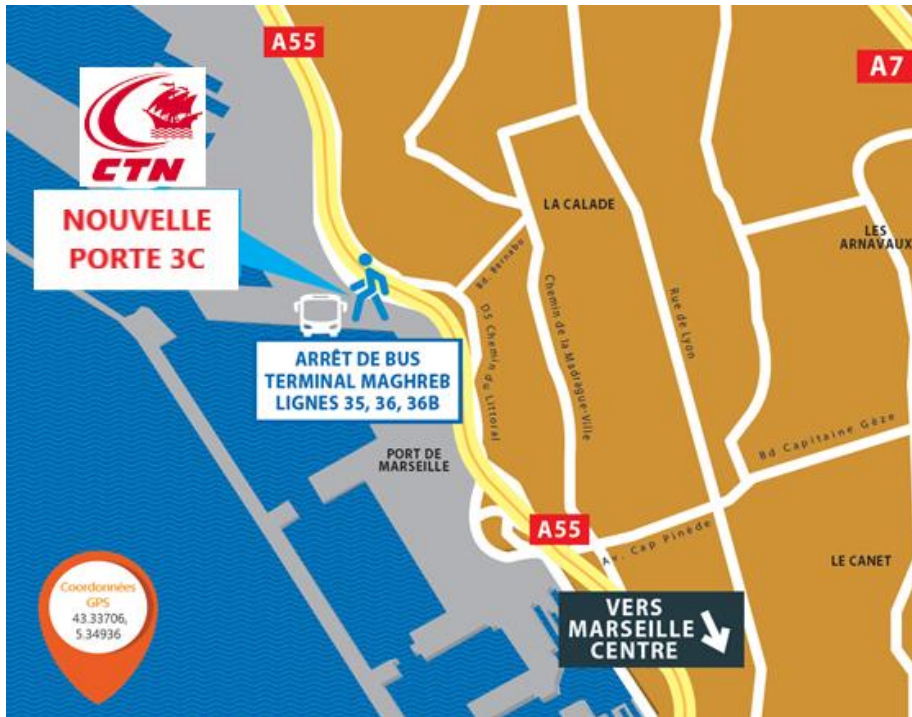 A55
A7
CTN
NOUVELLE
PORTE 3C
LA CALADE
LES
ARNAVAUX
Bd. Bernabo
D5 Chemin du Littoral
Chemin de la Madrague-Ville
Rue de Lyon
ARRÊT DE BUS
TERMINAL MAGHREB
LIGNES 35, 36, 36B
PORT DE
MARSEILLE
Bd Capitaine Gèze
A55
Av. Cap Pinède
LE CANET
Coordonnées
GPS
43.33706,
5.34936
VERS
MARSEILLE
CENTRE